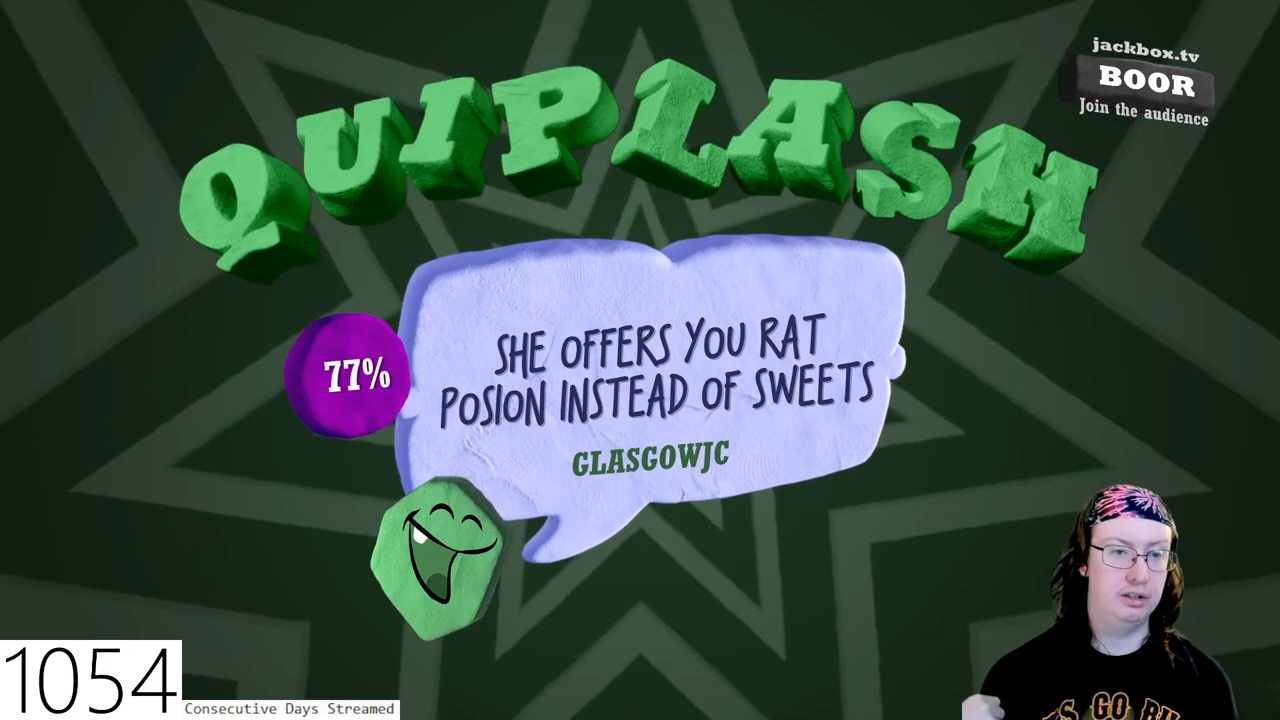 jackbox.tv
BOOR
Join the audience
QUIPLASH
77%
SHE OFFERS YOU RAT
POSION INSTEAD OF SWEETS
GLASGOWJC
GO
1054
Consecutive Days Streamed